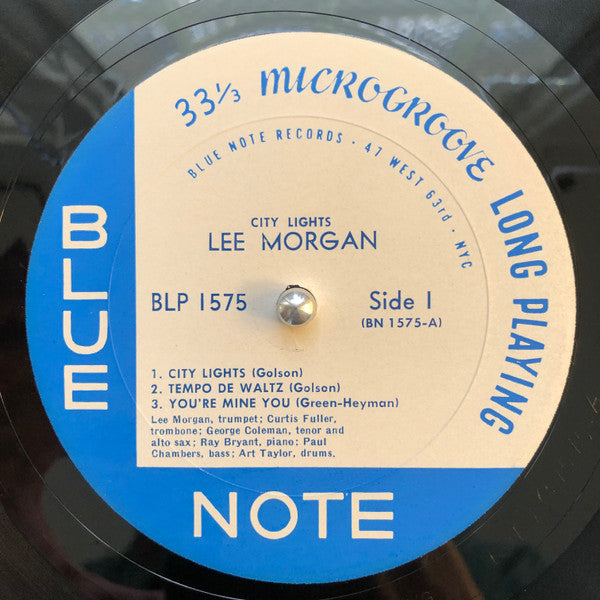 33⅓ MICROGROOVE LONG PLAYING
BLUE NOTE RECORDS · 47 WEST 63rd · NYC
CITY LIGHTS
LEE MORGAN
BLP 1575
Side 1
(BN 1575-A)
1. CITY LIGHTS (Golson)
2. TEMPO DE WALTZ (Golson)
3. YOU'RE MINE YOU (Green-Heyman)
Lee Morgan, trumpet; Curtis Fuller,
trombone; George Coleman, tenor and
alto sax; Ray Bryant, piano; Paul
Chambers, bass; Art Taylor, drums.
BLUE
NOTE